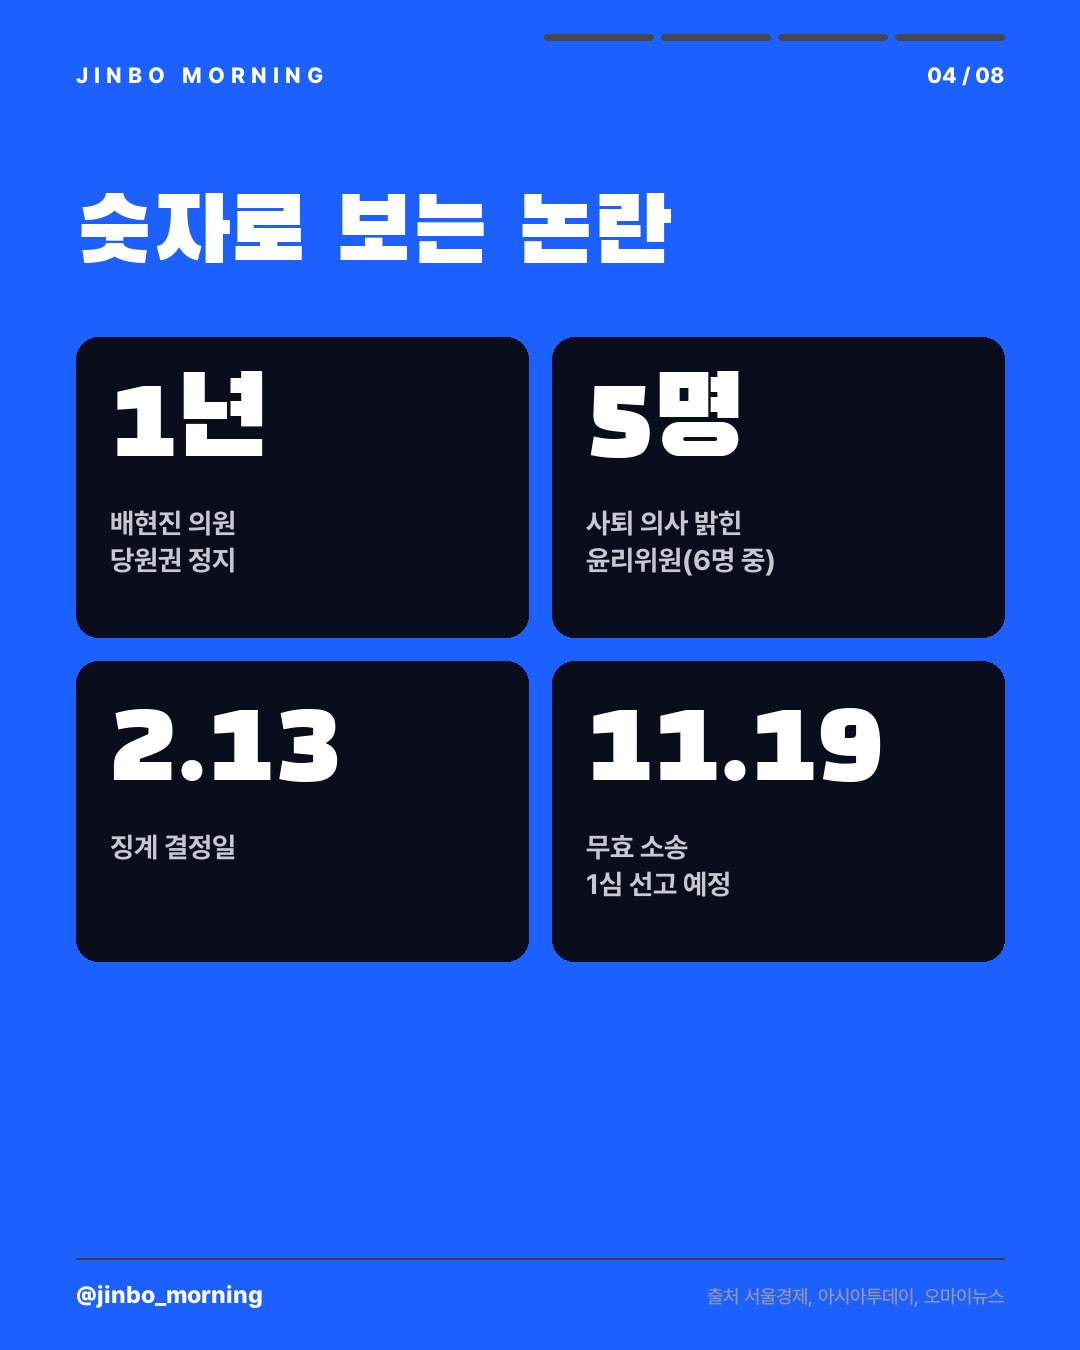 JINBO MORNING
04 / 08
숫자로 보는 논란
1년
배현진 의원
당원권 정지
5명
사퇴 의사 밝힌
윤리위원(6명 중)
2.13
징계 결정일
11.19
무효 소송
1심 선고 예정
@jinbo_morning
출처 서울경제, 아시아투데이, 오마이뉴스